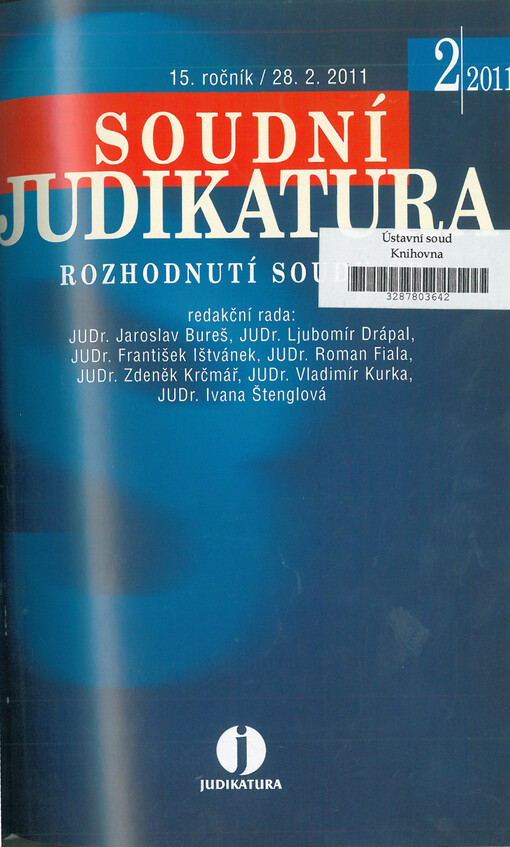 2 2011
15. ročník / 28. 2. 2011
SOUDNÍ
JUDIKATURA
Ústavní soud
Knihovna
3287803642
ROZHODNUTÍ
redakční rada:
JUDr. Jaroslav Bureš, JUDr. Ljubomír Drápal,
JUDr. František Ištvánek, JUDr. Roman Fiala,
JUDr. Zdeněk Krčmář, JUDr. Vladimír Kurka,
JUDr. Ivana Štenglová
j
JUDIKATURA